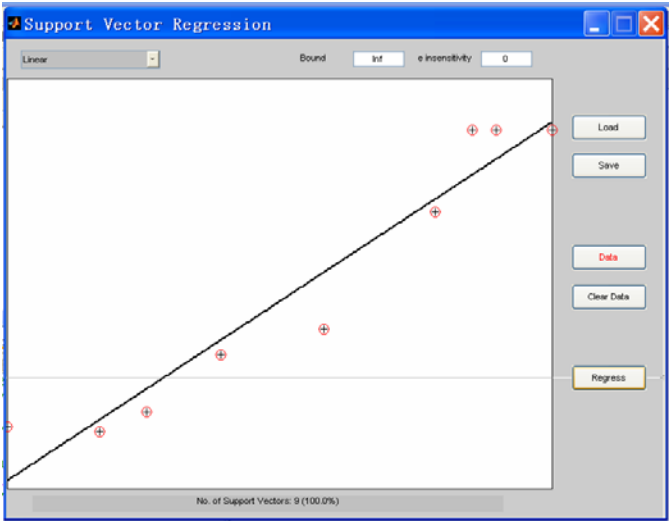 Support Vector Regression
Linear
Bound Inf e insensitivity 0
Load
Save
Data
Clear Data
Regress
No. of Support Vectors: 9 (100.0%)